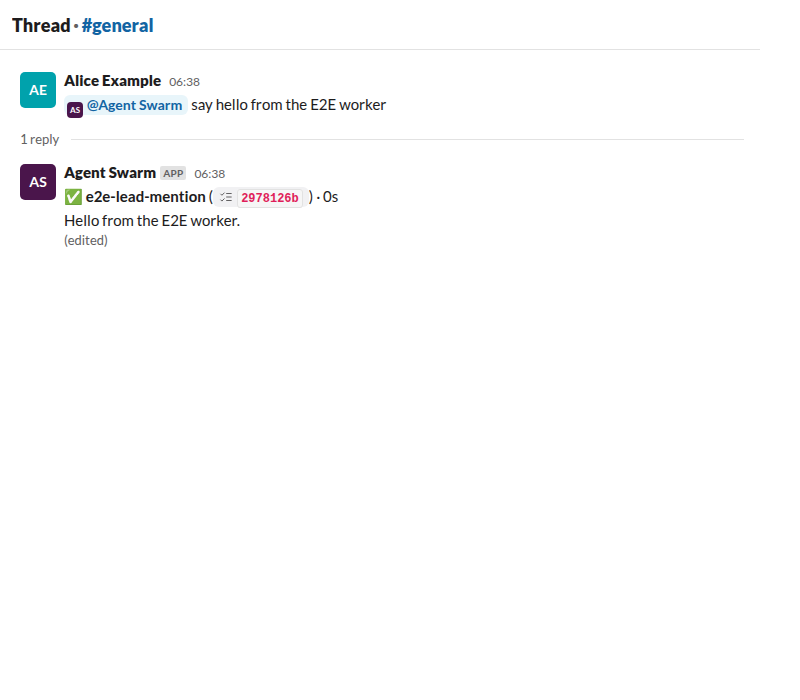 Thread • #general
AE
Alice Example 06:38
AS @Agent Swarm say hello from the E2E worker
1 reply
AS
Agent Swarm APP 06:38
✅ e2e-lead-mention ( 2978126b ) · 0s
Hello from the E2E worker.
(edited)